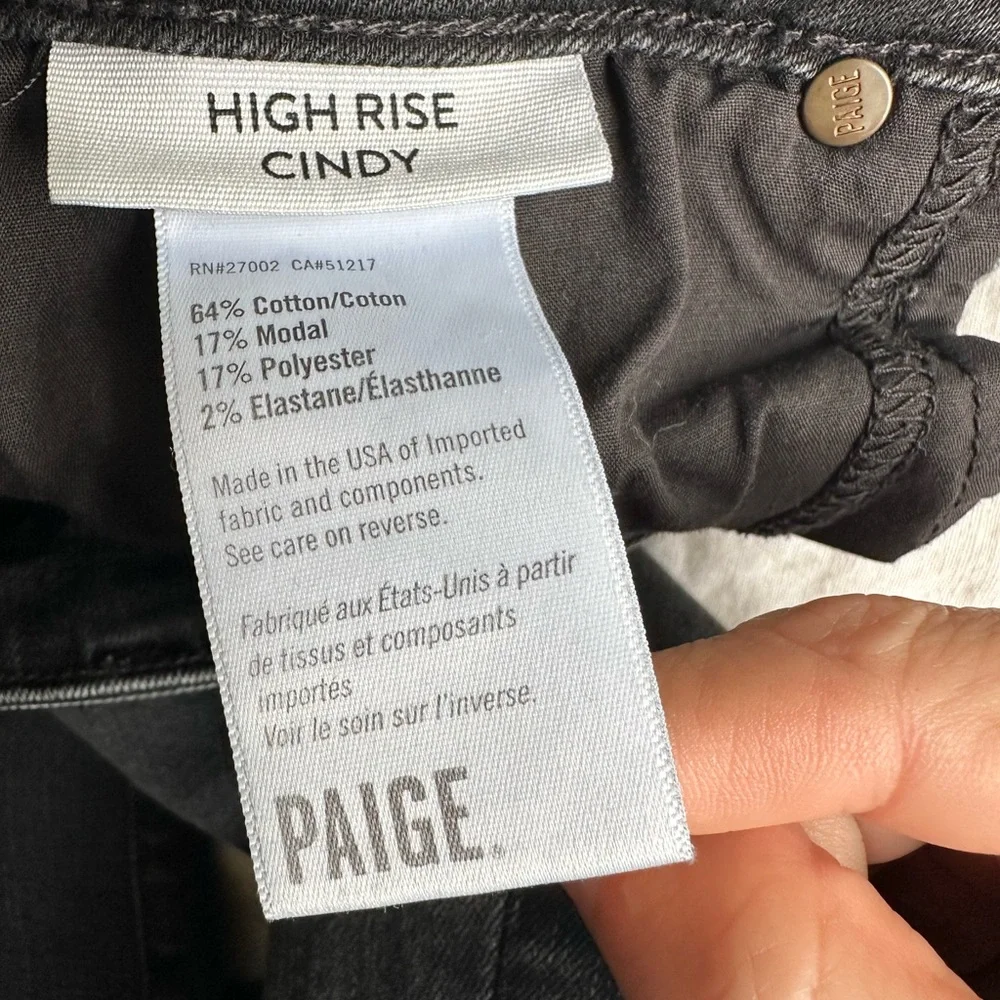 HIGH RISE
CINDY
PAIGE
RN#27002 CA#51217
64% Cotton/Coton
17% Modal
17% Polyester
2% Elastane/Élasthanne
Made in the USA of Imported
fabric and components.
See care on reverse.
Fabriqué aux États-Unis à partir
de tissus et composants
importes
Voir le soin sur l'inverse.
PAIGE.